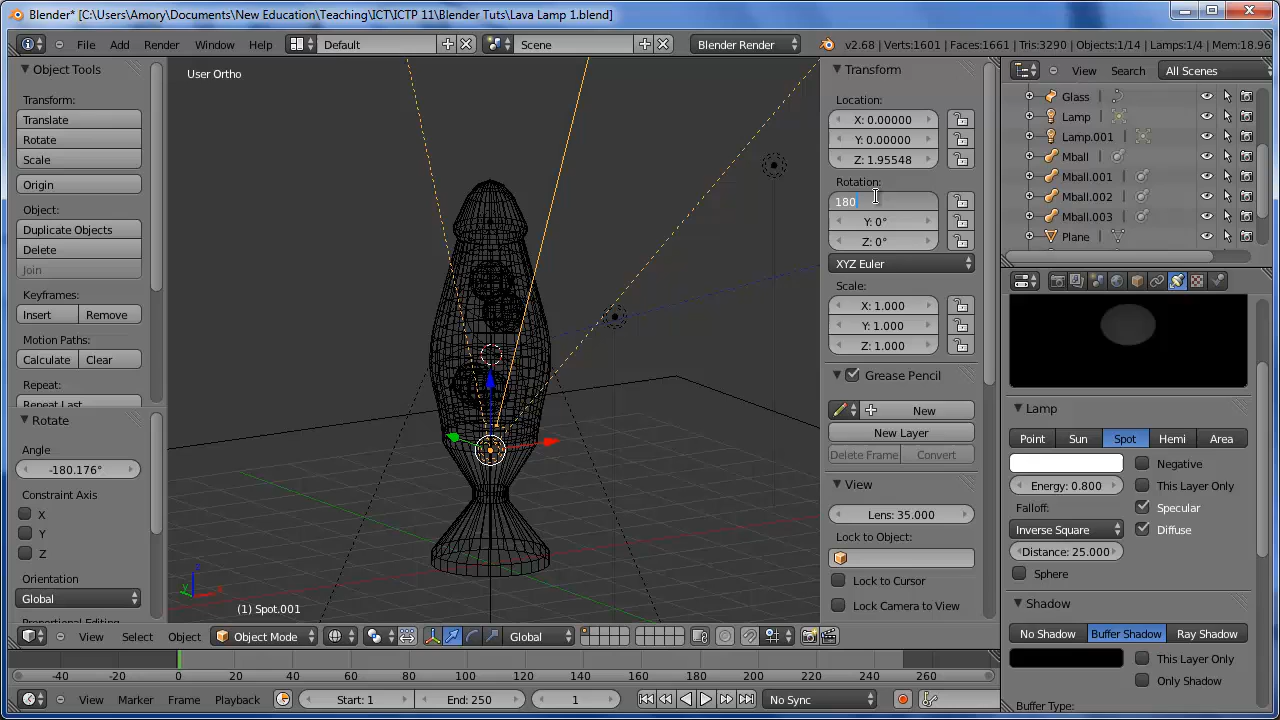 Blender* [C:\Users\Amory\Documents\New Education\Teaching\ICT\ICTP 11\Blender Tuts\Lava Lamp 1.blend]
File Add Render Window Help Default Scene Blender Render v2.68 | Verts:1601 | Faces:1661 | Tris:3290 | Objects:1/14 | Lamps:1/4 | Mem:18.96
Object Tools
Transform:
Translate
Rotate
Scale
Origin
Object:
Duplicate Objects
Delete
Join
Keyframes:
Insert Remove
Motion Paths:
Calculate Clear
Repeat:
Repeat Last
Rotate
Angle
-180.176°
Constraint Axis
X
Y
Z
Orientation
Global
Proportional Editing
User Ortho
z
y x
(1) Spot.001
Transform
Location:
X: 0.00000
Y: 0.00000
Z: 1.95548
Rotation:
180
Y: 0°
Z: 0°
XYZ Euler
Scale:
X: 1.000
Y: 1.000
Z: 1.000
Grease Pencil
New
New Layer
Delete Frame Convert
View
Lens: 35.000
Lock to Object:
Lock to Cursor
Lock Camera to View
View Search All Scenes
Glass
Lamp
Lamp.001
Mball
Mball.001
Mball.002
Mball.003
Plane
Lamp
Point Sun Spot Hemi Area
Negative
Energy: 0.800 This Layer Only
Falloff: Specular
Inverse Square Diffuse
Distance: 25.000
Sphere
Shadow
No Shadow Buffer Shadow Ray Shadow
This Layer Only
Only Shadow
Buffer Type:
View Select Object Object Mode Global
-40 -20 0 20 40 60 80 100 120 140 160 180 200 220 240 260
View Marker Frame Playback Start: 1 End: 250 1 No Sync